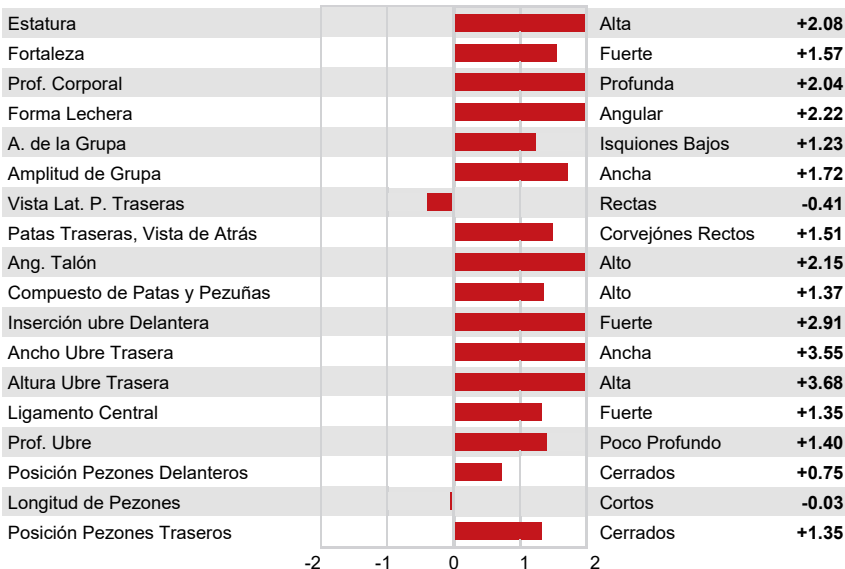 Estatura Alta +2.08
Fortaleza Fuerte +1.57
Prof. Corporal Profunda +2.04
Forma Lechera Angular +2.22
A. de la Grupa Isquiones Bajos +1.23
Amplitud de Grupa Ancha +1.72
Vista Lat. P. Traseras Rectas -0.41
Patas Traseras, Vista de Atrás Corvejónes Rectos +1.51
Ang. Talón Alto +2.15
Compuesto de Patas y Pezuñas Alto +1.37
Inserción ubre Delantera Fuerte +2.91
Ancho Ubre Trasera Ancha +3.55
Altura Ubre Trasera Alta +3.68
Ligamento Central Fuerte +1.35
Prof. Ubre Poco Profundo +1.40
Posición Pezones Delanteros Cerrados +0.75
Longitud de Pezones Cortos -0.03
Posición Pezones Traseros Cerrados +1.35
-2 -1 0 1 2